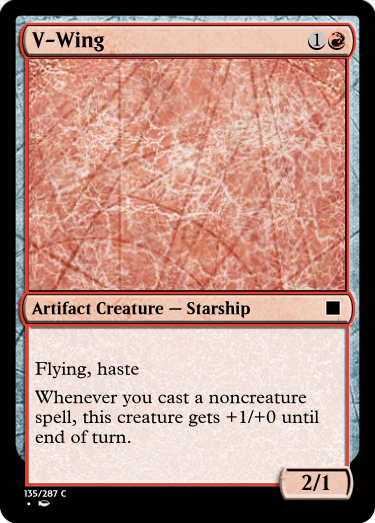 V-Wing 1
Artifact Creature — Starship
Flying, haste
Whenever you cast a noncreature
spell, this creature gets +1/+0 until
end of turn.
2/1
135/287 C